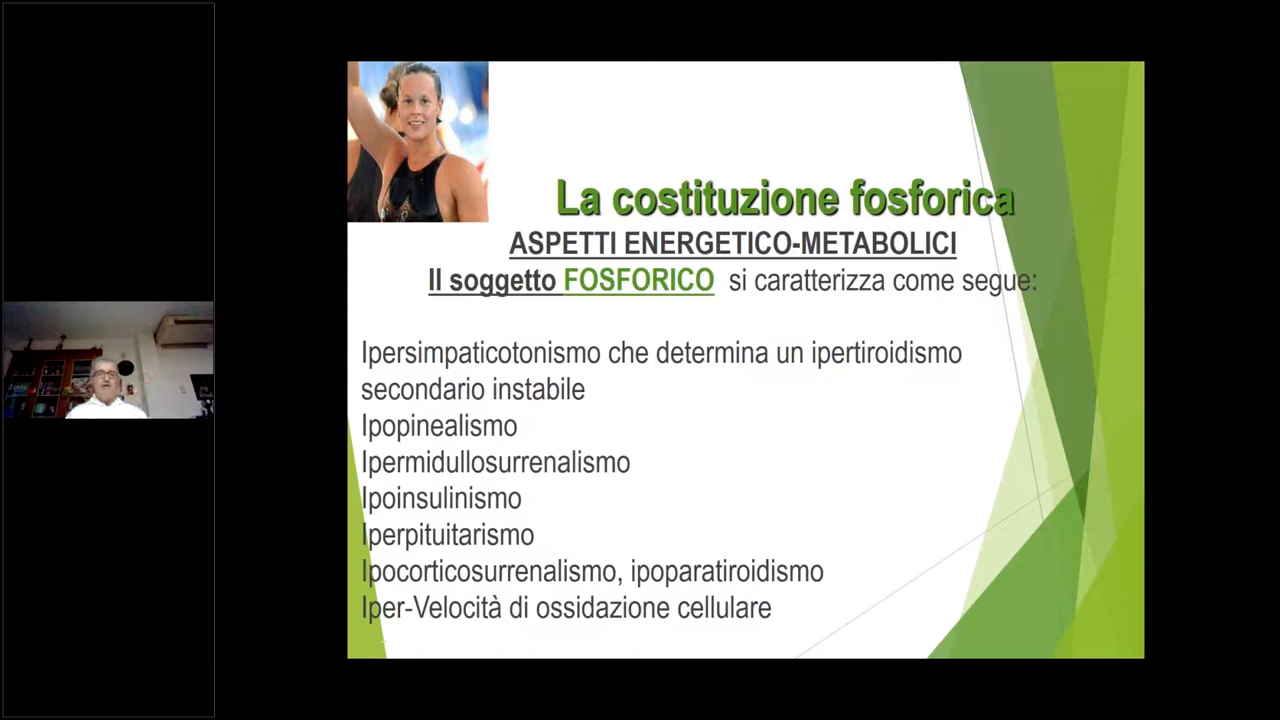 La costituzione fosforica
ASPETTI ENERGETICO-METABOLICI
Il soggetto FOSFORICO si caratterizza come segue:
Ipersimpaticotonismo che determina un ipertiroidismo
secondario instabile
Ipopinealismo
Ipermidullosurrenalismo
Ipoinsulinismo
Iperpituitarismo
Ipocorticosurrenalismo, ipoparatiroidismo
Iper-Velocità di ossidazione cellulare